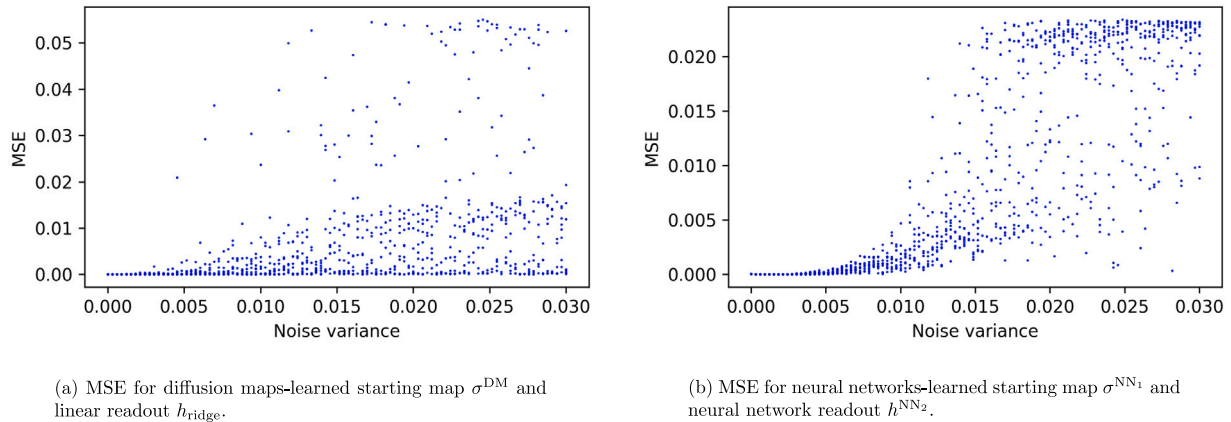 0.05
0.04
0.03
0.02
0.01
0.00
MSE
0.000 0.005 0.010 0.015 0.020 0.025 0.030
Noise variance
(a) MSE for diffusion maps-learned starting map σ^DM and
linear readout h_ridge.
0.020
0.015
0.010
0.005
0.000
MSE
0.000 0.005 0.010 0.015 0.020 0.025 0.030
Noise variance
(b) MSE for neural networks-learned starting map σ^NN₁ and
neural network readout h^NN₂.